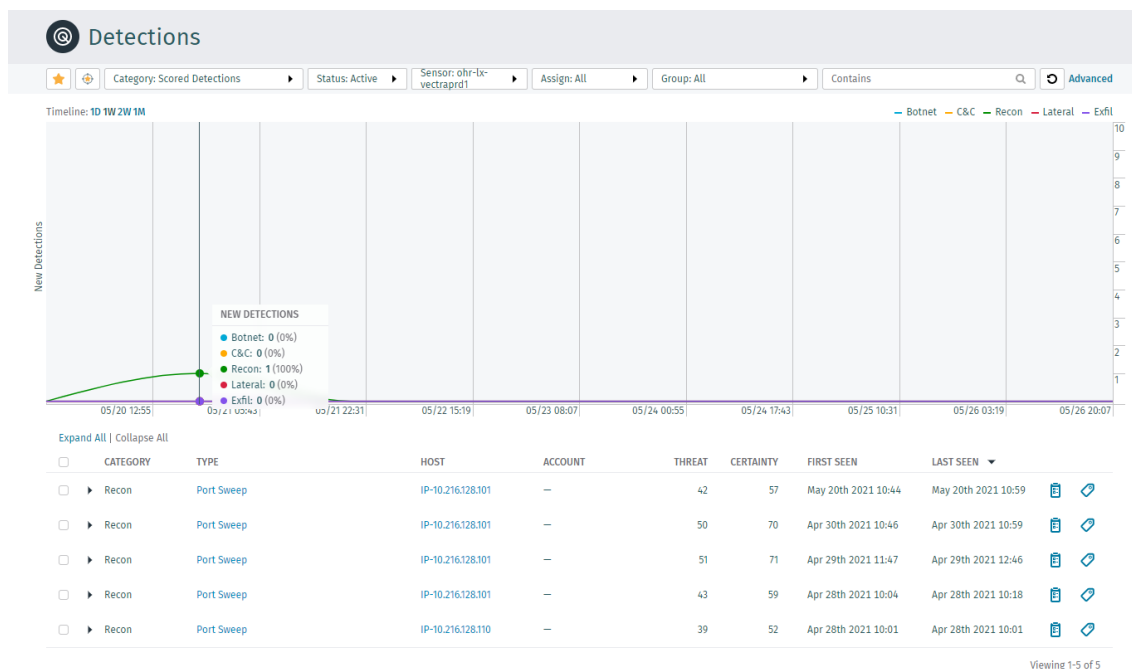 Detections
Category: Scored Detections
Status: Active
Sensor: ohr-lx-vectraprd1
Assign: All
Group: All
Contains
Advanced
Timeline: 1D 1W 2W 1M
Botnet C&C Recon Lateral Exfil
10
9
8
7
6
5
4
3
2
1
New Detections
NEW DETECTIONS
Botnet: 0 (0%)
C&C: 0 (0%)
Recon: 1 (100%)
Lateral: 0 (0%)
Exfil: 0 (0%)
05/20 12:55 05/21 05:43 05/21 22:31 05/22 15:19 05/23 08:07 05/24 00:55 05/24 17:43 05/25 10:31 05/26 03:19 05/26 20:07
Expand All | Collapse All
CATEGORY TYPE HOST ACCOUNT THREAT CERTAINTY FIRST SEEN LAST SEEN
Recon Port Sweep IP-10.216.128.101 — 42 57 May 20th 2021 10:44 May 20th 2021 10:59
Recon Port Sweep IP-10.216.128.101 — 50 70 Apr 30th 2021 10:46 Apr 30th 2021 10:59
Recon Port Sweep IP-10.216.128.101 — 51 71 Apr 29th 2021 11:47 Apr 29th 2021 12:46
Recon Port Sweep IP-10.216.128.101 — 43 59 Apr 28th 2021 10:04 Apr 28th 2021 10:18
Recon Port Sweep IP-10.216.128.110 — 39 52 Apr 28th 2021 10:01 Apr 28th 2021 10:01
Viewing 1-5 of 5